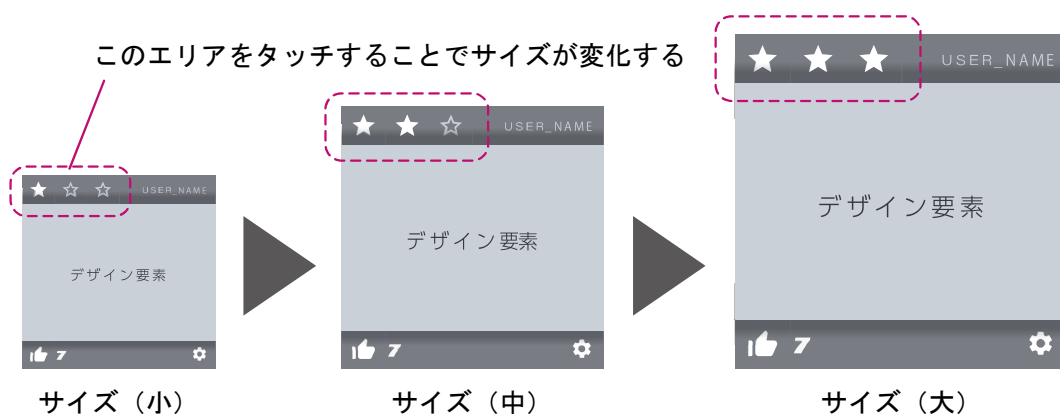 このエリアをタッチすることでサイズが変化する
USER_NAME
デザイン要素
7
サイズ（小）
USER_NAME
デザイン要素
7
サイズ（中）
USER_NAME
デザイン要素
7
サイズ（大）